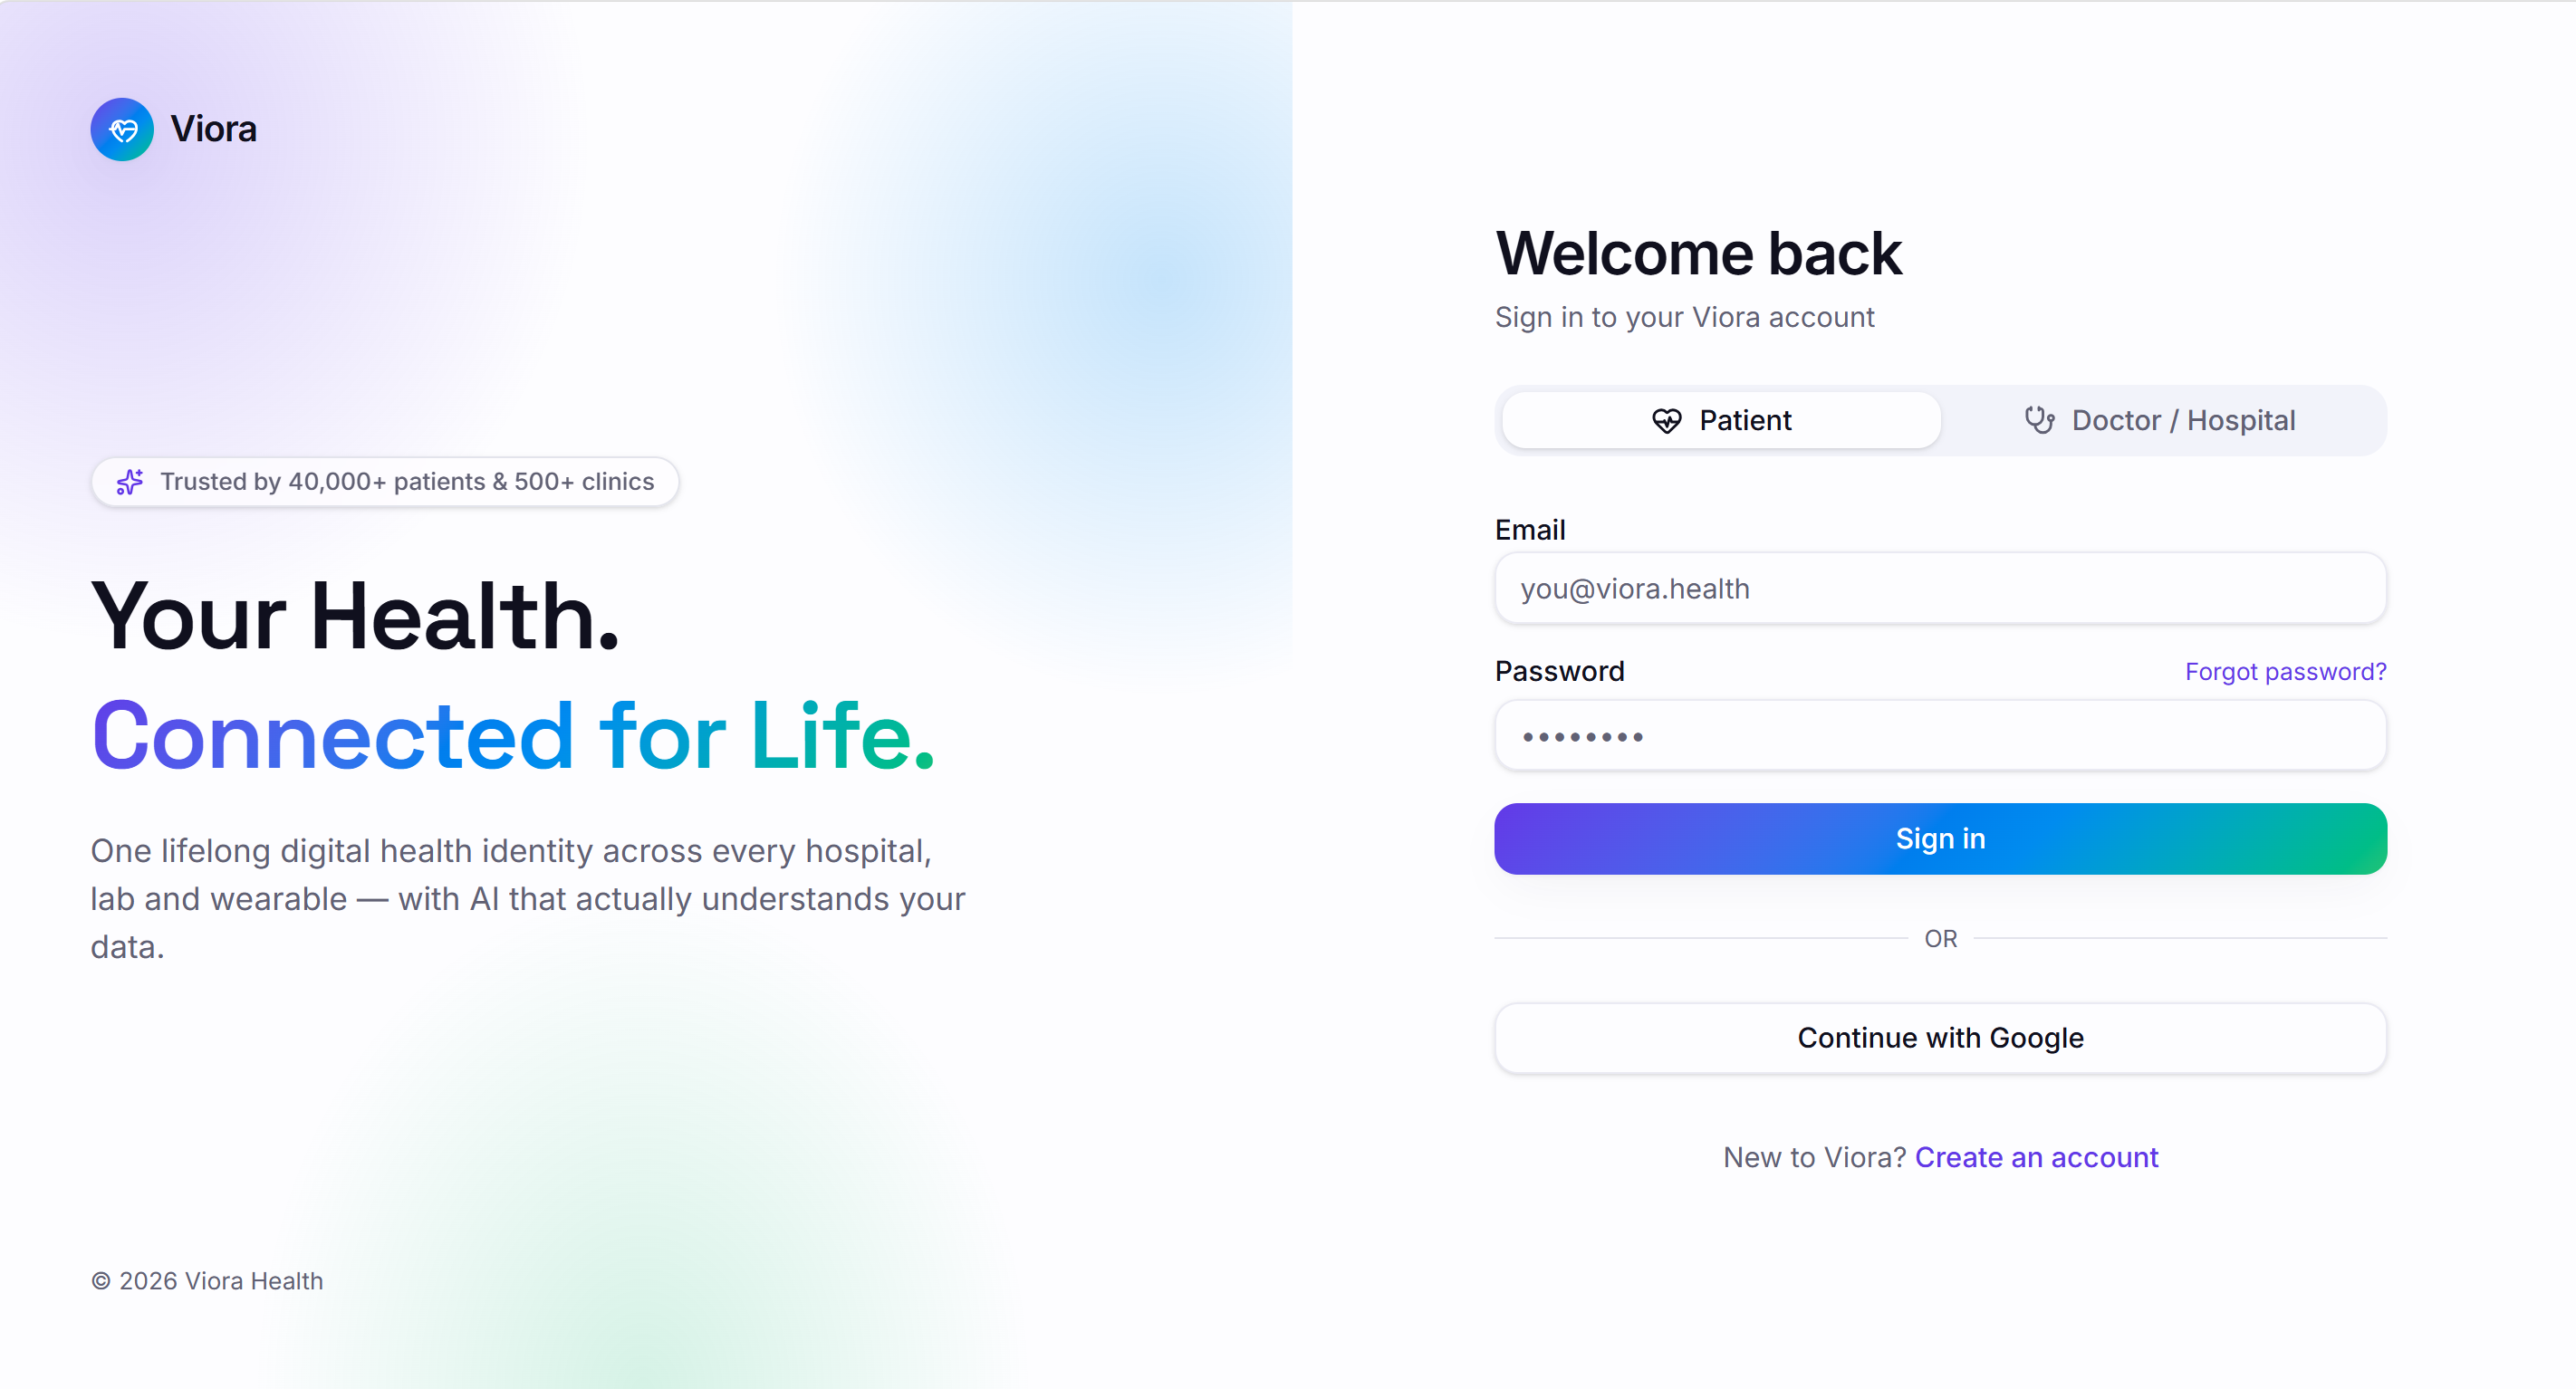 Viora
Trusted by 40,000+ patients & 500+ clinics
Your Health.
Connected for Life.
One lifelong digital health identity across every hospital,
lab and wearable — with AI that actually understands your
data.
© 2026 Viora Health
Welcome back
Sign in to your Viora account
Patient
Doctor / Hospital
Email
you@viora.health
Password
Forgot password?
••••••••
Sign in
OR
Continue with Google
New to Viora? Create an account